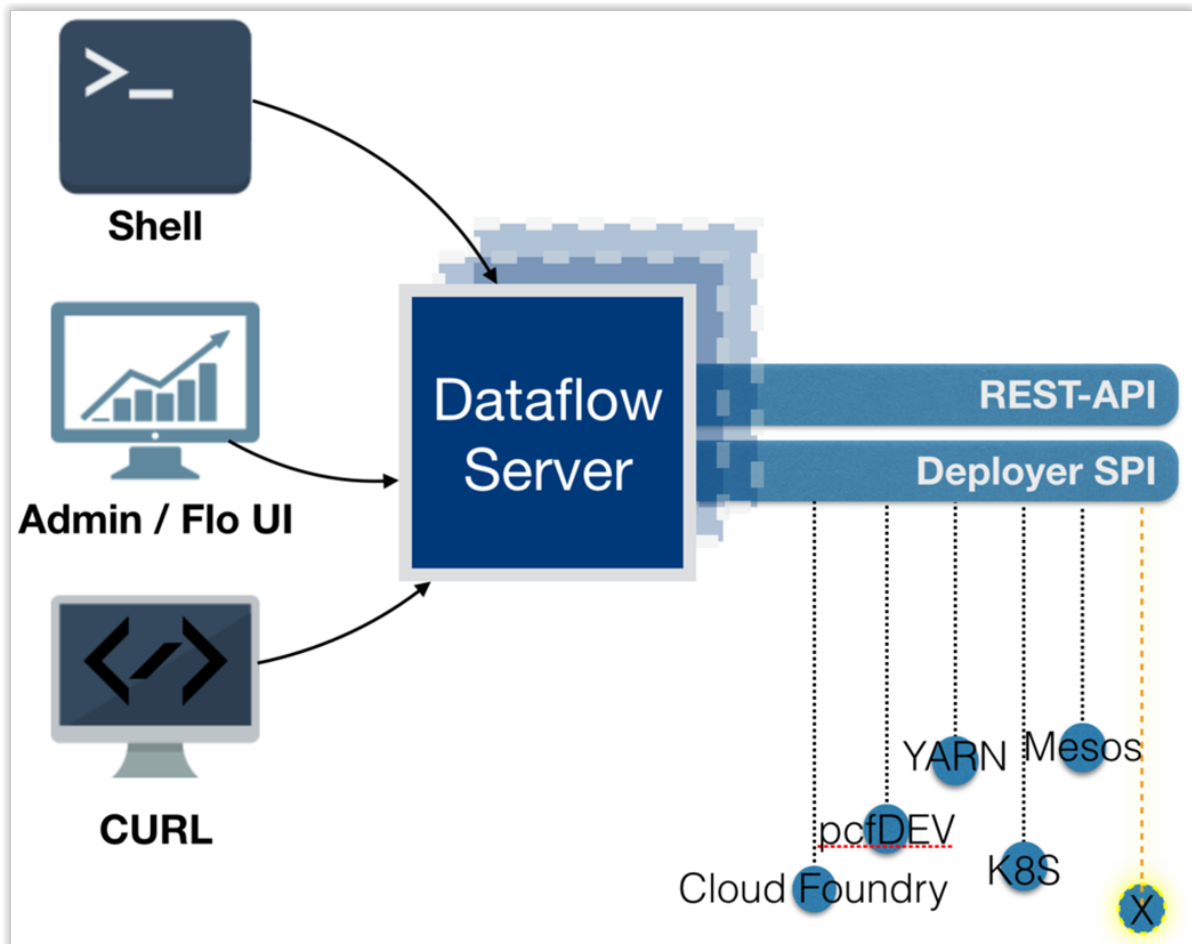 >_
Shell
Admin / Flo UI
</>
CURL
Dataflow
Server
REST-API
Deployer SPI
YARN
Mesos
pcfDEV
K8S
Cloud Foundry
X